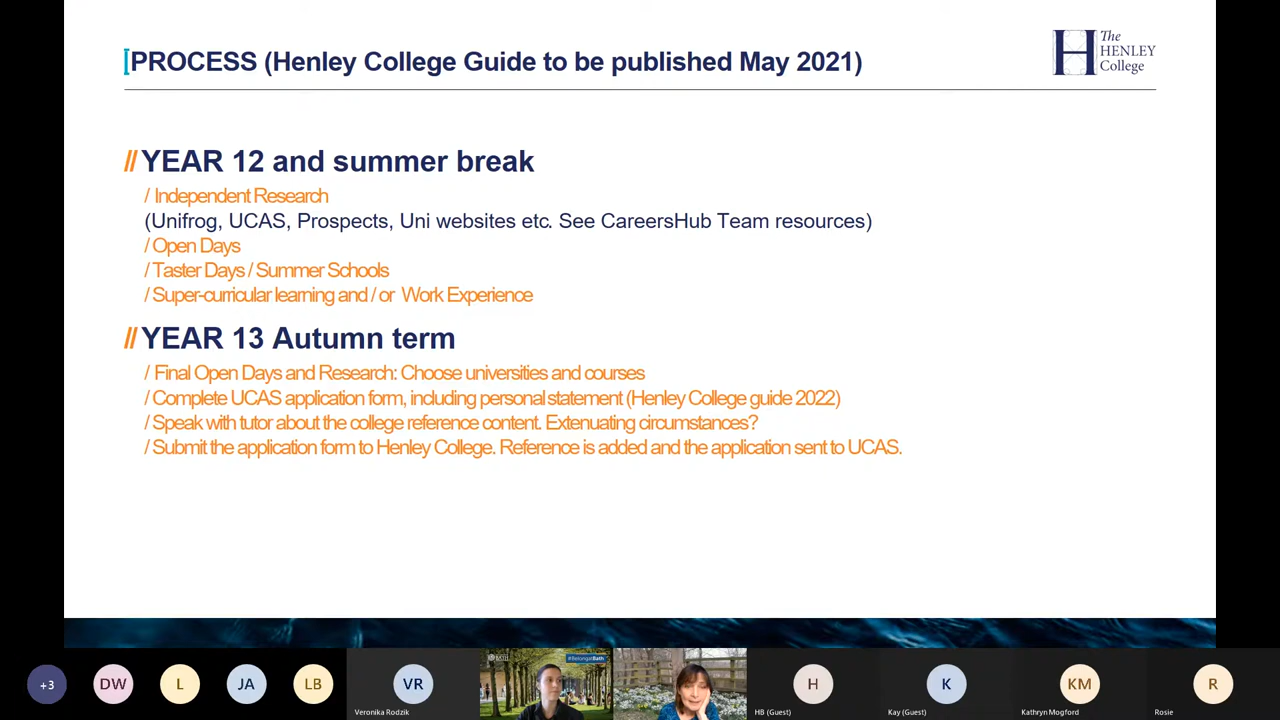 PROCESS (Henley College Guide to be published May 2021)
The
HENLEY
College
// YEAR 12 and summer break
/ Independent Research
(Unifrog, UCAS, Prospects, Uni websites etc. See CareersHub Team resources)
/ Open Days
/ Taster Days / Summer Schools
/ Super-curricular learning and / or Work Experience
// YEAR 13 Autumn term
/ Final Open Days and Research: Choose universities and courses
/ Complete UCAS application form, including personal statement (Henley College guide 2022)
/ Speak with tutor about the college reference content. Extenuating circumstances?
/ Submit the application form to Henley College. Reference is added and the application sent to UCAS.
+3
DW
L
JA
LB
VR
Veronika Rodzik
BATH
#BelongatBath
H
HB (Guest)
K
Kay (Guest)
KM
Kathryn Mogford
R
Rosie